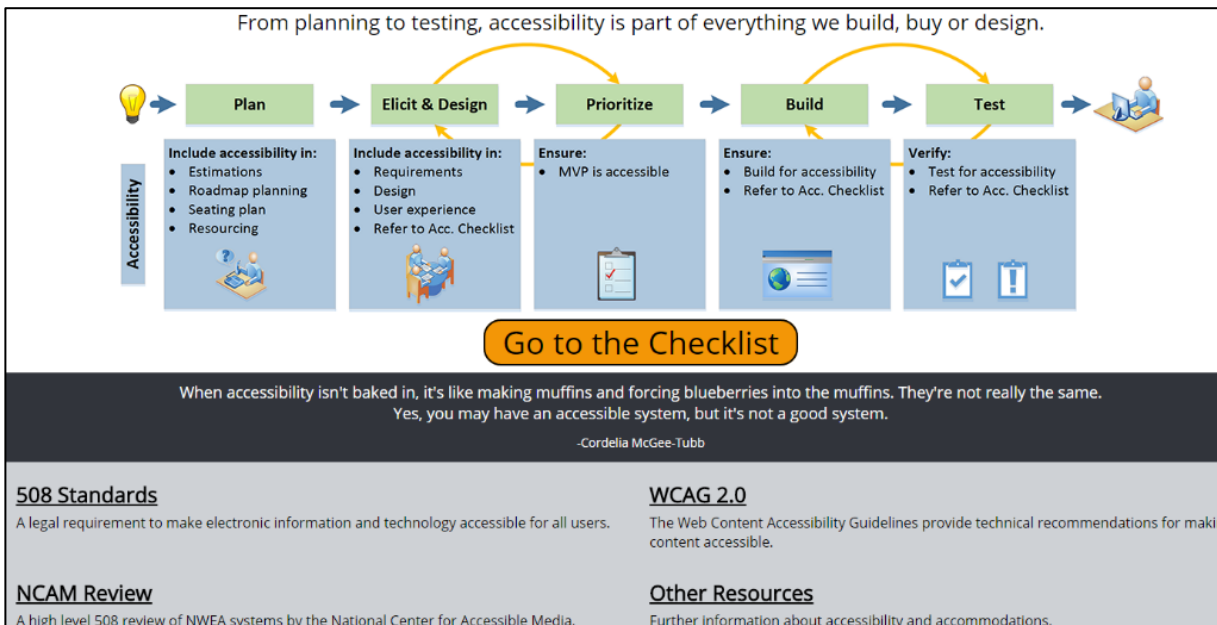 From planning to testing, accessibility is part of everything we build, buy or design.
Plan
Elicit & Design
Prioritize
Build
Test
Accessibility
Include accessibility in:
• Estimations
• Roadmap planning
• Seating plan
• Resourcing
Include accessibility in:
• Requirements
• Design
• User experience
• Refer to Acc. Checklist
Ensure:
• MVP is accessible
Ensure:
• Build for accessibility
• Refer to Acc. Checklist
Verify:
• Test for accessibility
• Refer to Acc. Checklist
Go to the Checklist
When accessibility isn't baked in, it's like making muffins and forcing blueberries into the muffins. They're not really the same.
Yes, you may have an accessible system, but it's not a good system.
-Cordelia McGee-Tubb
508 Standards
A legal requirement to make electronic information and technology accessible for all users.
WCAG 2.0
The Web Content Accessibility Guidelines provide technical recommendations for maki
content accessible.
NCAM Review
A high level 508 review of NWEA systems by the National Center for Accessible Media.
Other Resources
Further information about accessibility and accommodations.